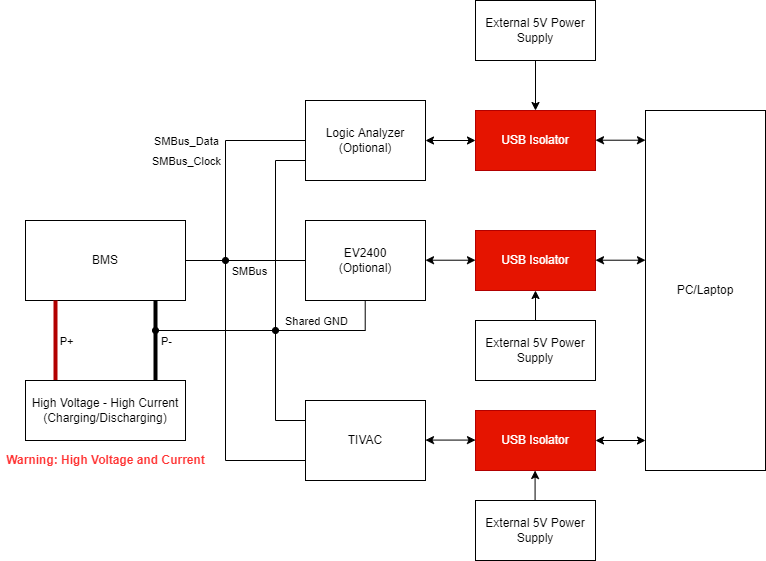 External 5V Power
Supply
SMBus_Data
SMBus_Clock
Logic Analyzer
(Optional)
USB Isolator
BMS
SMBus
EV2400
(Optional)
USB Isolator
PC/Laptop
P+
P-
Shared GND
External 5V Power
Supply
High Voltage - High Current
(Charging/Discharging)
Warning: High Voltage and Current
TIVAC
USB Isolator
External 5V Power
Supply